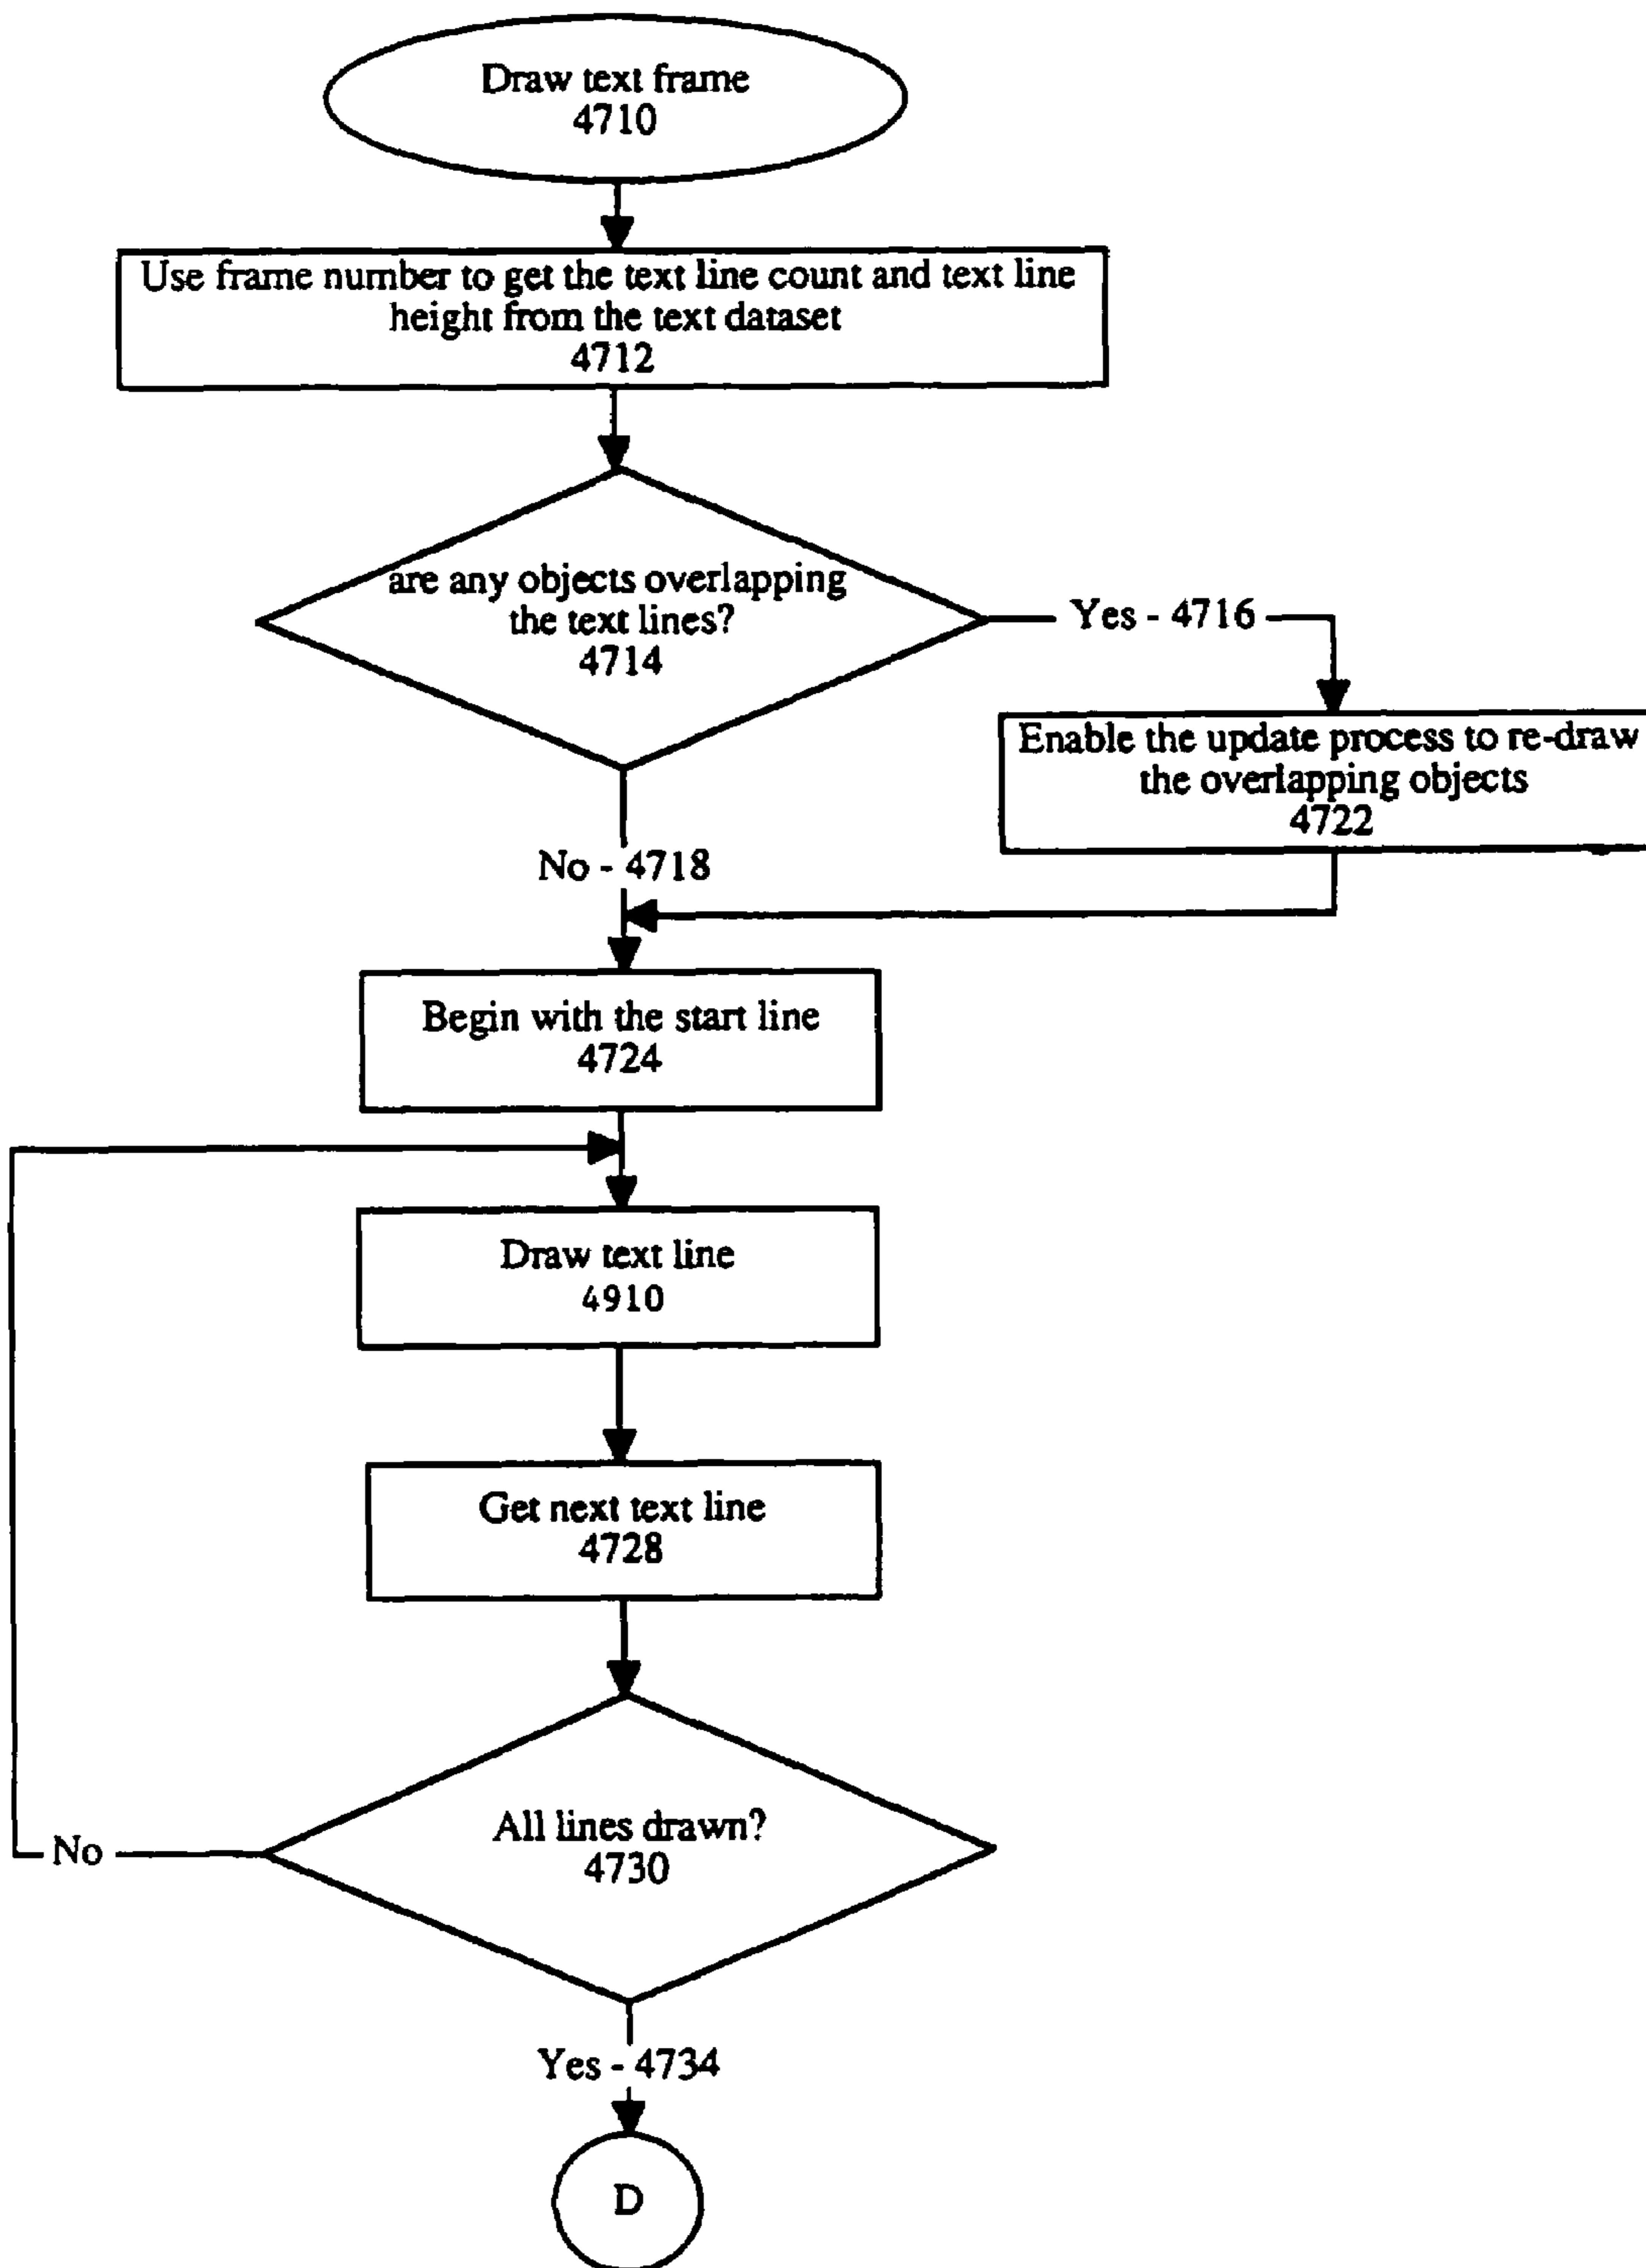 Draw text frame
4710
Use frame number to get the text line count and text line
height from the text dataset
4712
are any objects overlapping
the text lines?
4714
Yes - 4716
Enable the update process to re-draw
the overlapping objects
4722
No - 4718
Begin with the start line
4724
Draw text line
4910
Get next text line
4728
All lines drawn?
4730
No
Yes - 4734
D